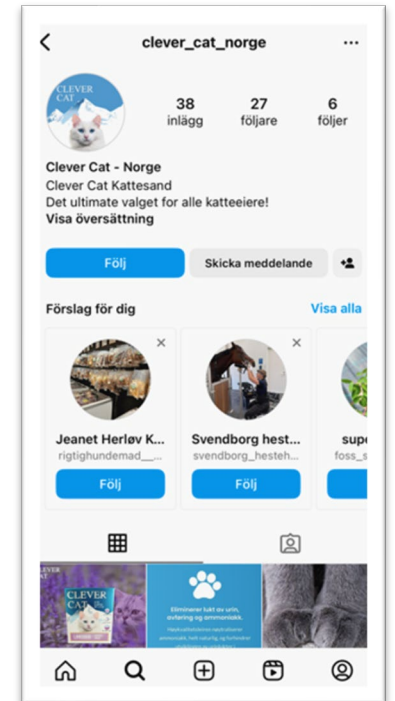 clever_cat_norge
CLEVER
CAT
38 27 6
inlägg följare följer
Clever Cat - Norge
Clever Cat Kattesand
Det ultimate valget for alle katteeiere!
Visa översättning
Följ
Skicka meddelande
Förslag för dig
Visa alla
Jeanet Herløv K...
rigtighundemad__...
Följ
Svendborg hest...
svendborg_hesteh...
Följ
supe
foss_s
CLEVER
CAT
Eliminerer lukt av urin,
avføring og ammoniakk.